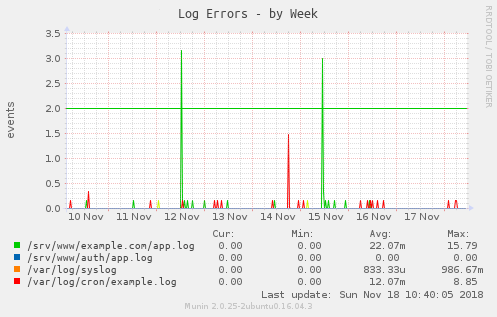 Log Errors - by Week
RRDTOOL / TOBI OETIKER
events
3.5
3.0
2.5
2.0
1.5
1.0
0.5
0.0
10 Nov 11 Nov 12 Nov 13 Nov 14 Nov 15 Nov 16 Nov 17 Nov
Cur: Min: Avg: Max:
/srv/www/example.com/app.log 0.00 0.00 22.07m 15.79
/srv/www/auth/app.log 0.00 0.00 0.00 0.00
/var/log/syslog 0.00 0.00 833.33u 986.67m
/var/log/cron/example.log 0.00 0.00 12.07m 8.85
Last update: Sun Nov 18 10:40:05 2018
Munin 2.0.25-2ubuntu0.16.04.3